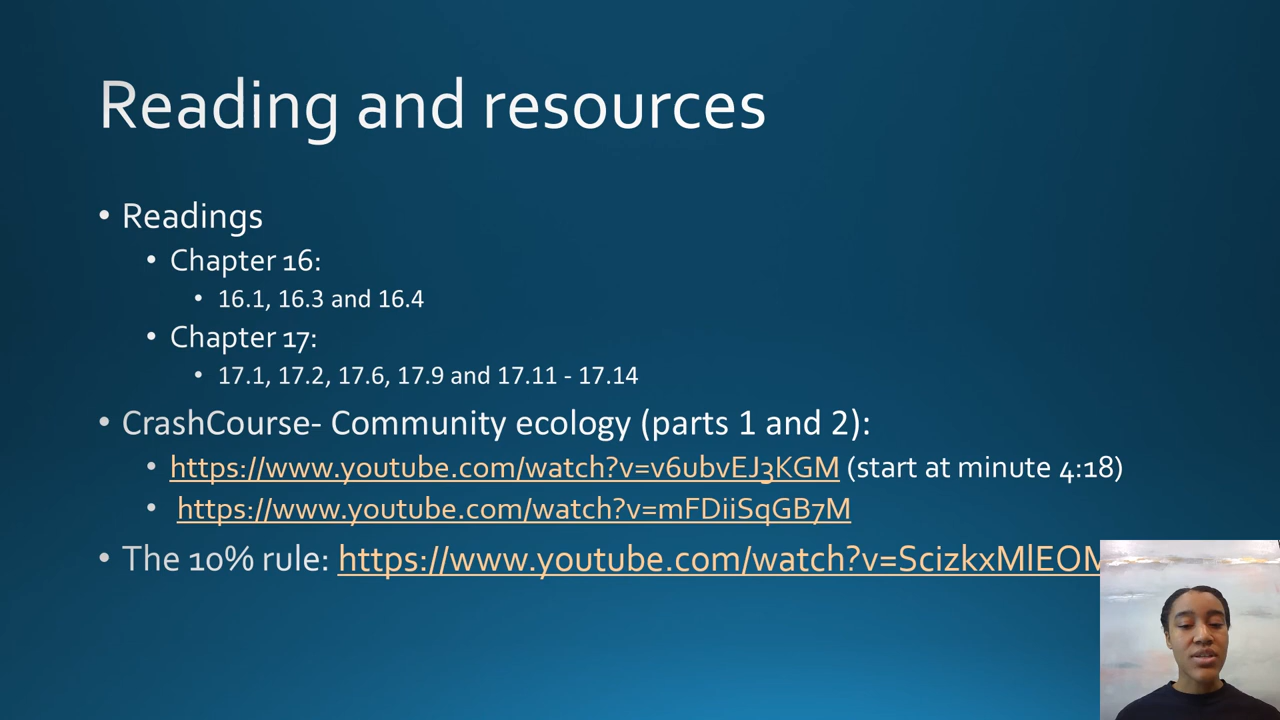 Reading and resources
• Readings
• Chapter 16:
• 16.1, 16.3 and 16.4
• Chapter 17:
• 17.1, 17.2, 17.6, 17.9 and 17.11 - 17.14
• CrashCourse- Community ecology (parts 1 and 2):
• https://www.youtube.com/watch?v=v6ubvEJ3KGM (start at minute 4:18)
• https://www.youtube.com/watch?v=mFDiiSqGB7M
• The 10% rule: https://www.youtube.com/watch?v=ScizkxMlEOM